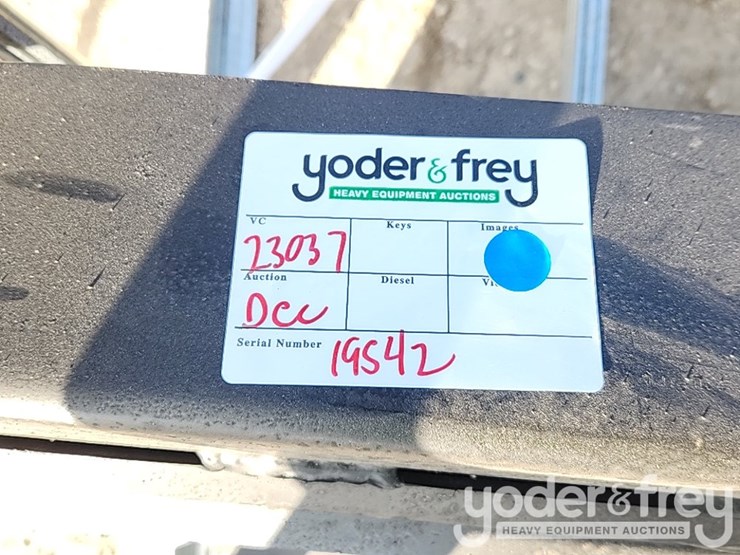 yoder & frey
HEAVY EQUIPMENT AUCTIONS
VC Keys Images
23037
Auction Diesel
Dec
Serial Number 19542
yoder & frey
HEAVY EQUIPMENT AUCTIONS